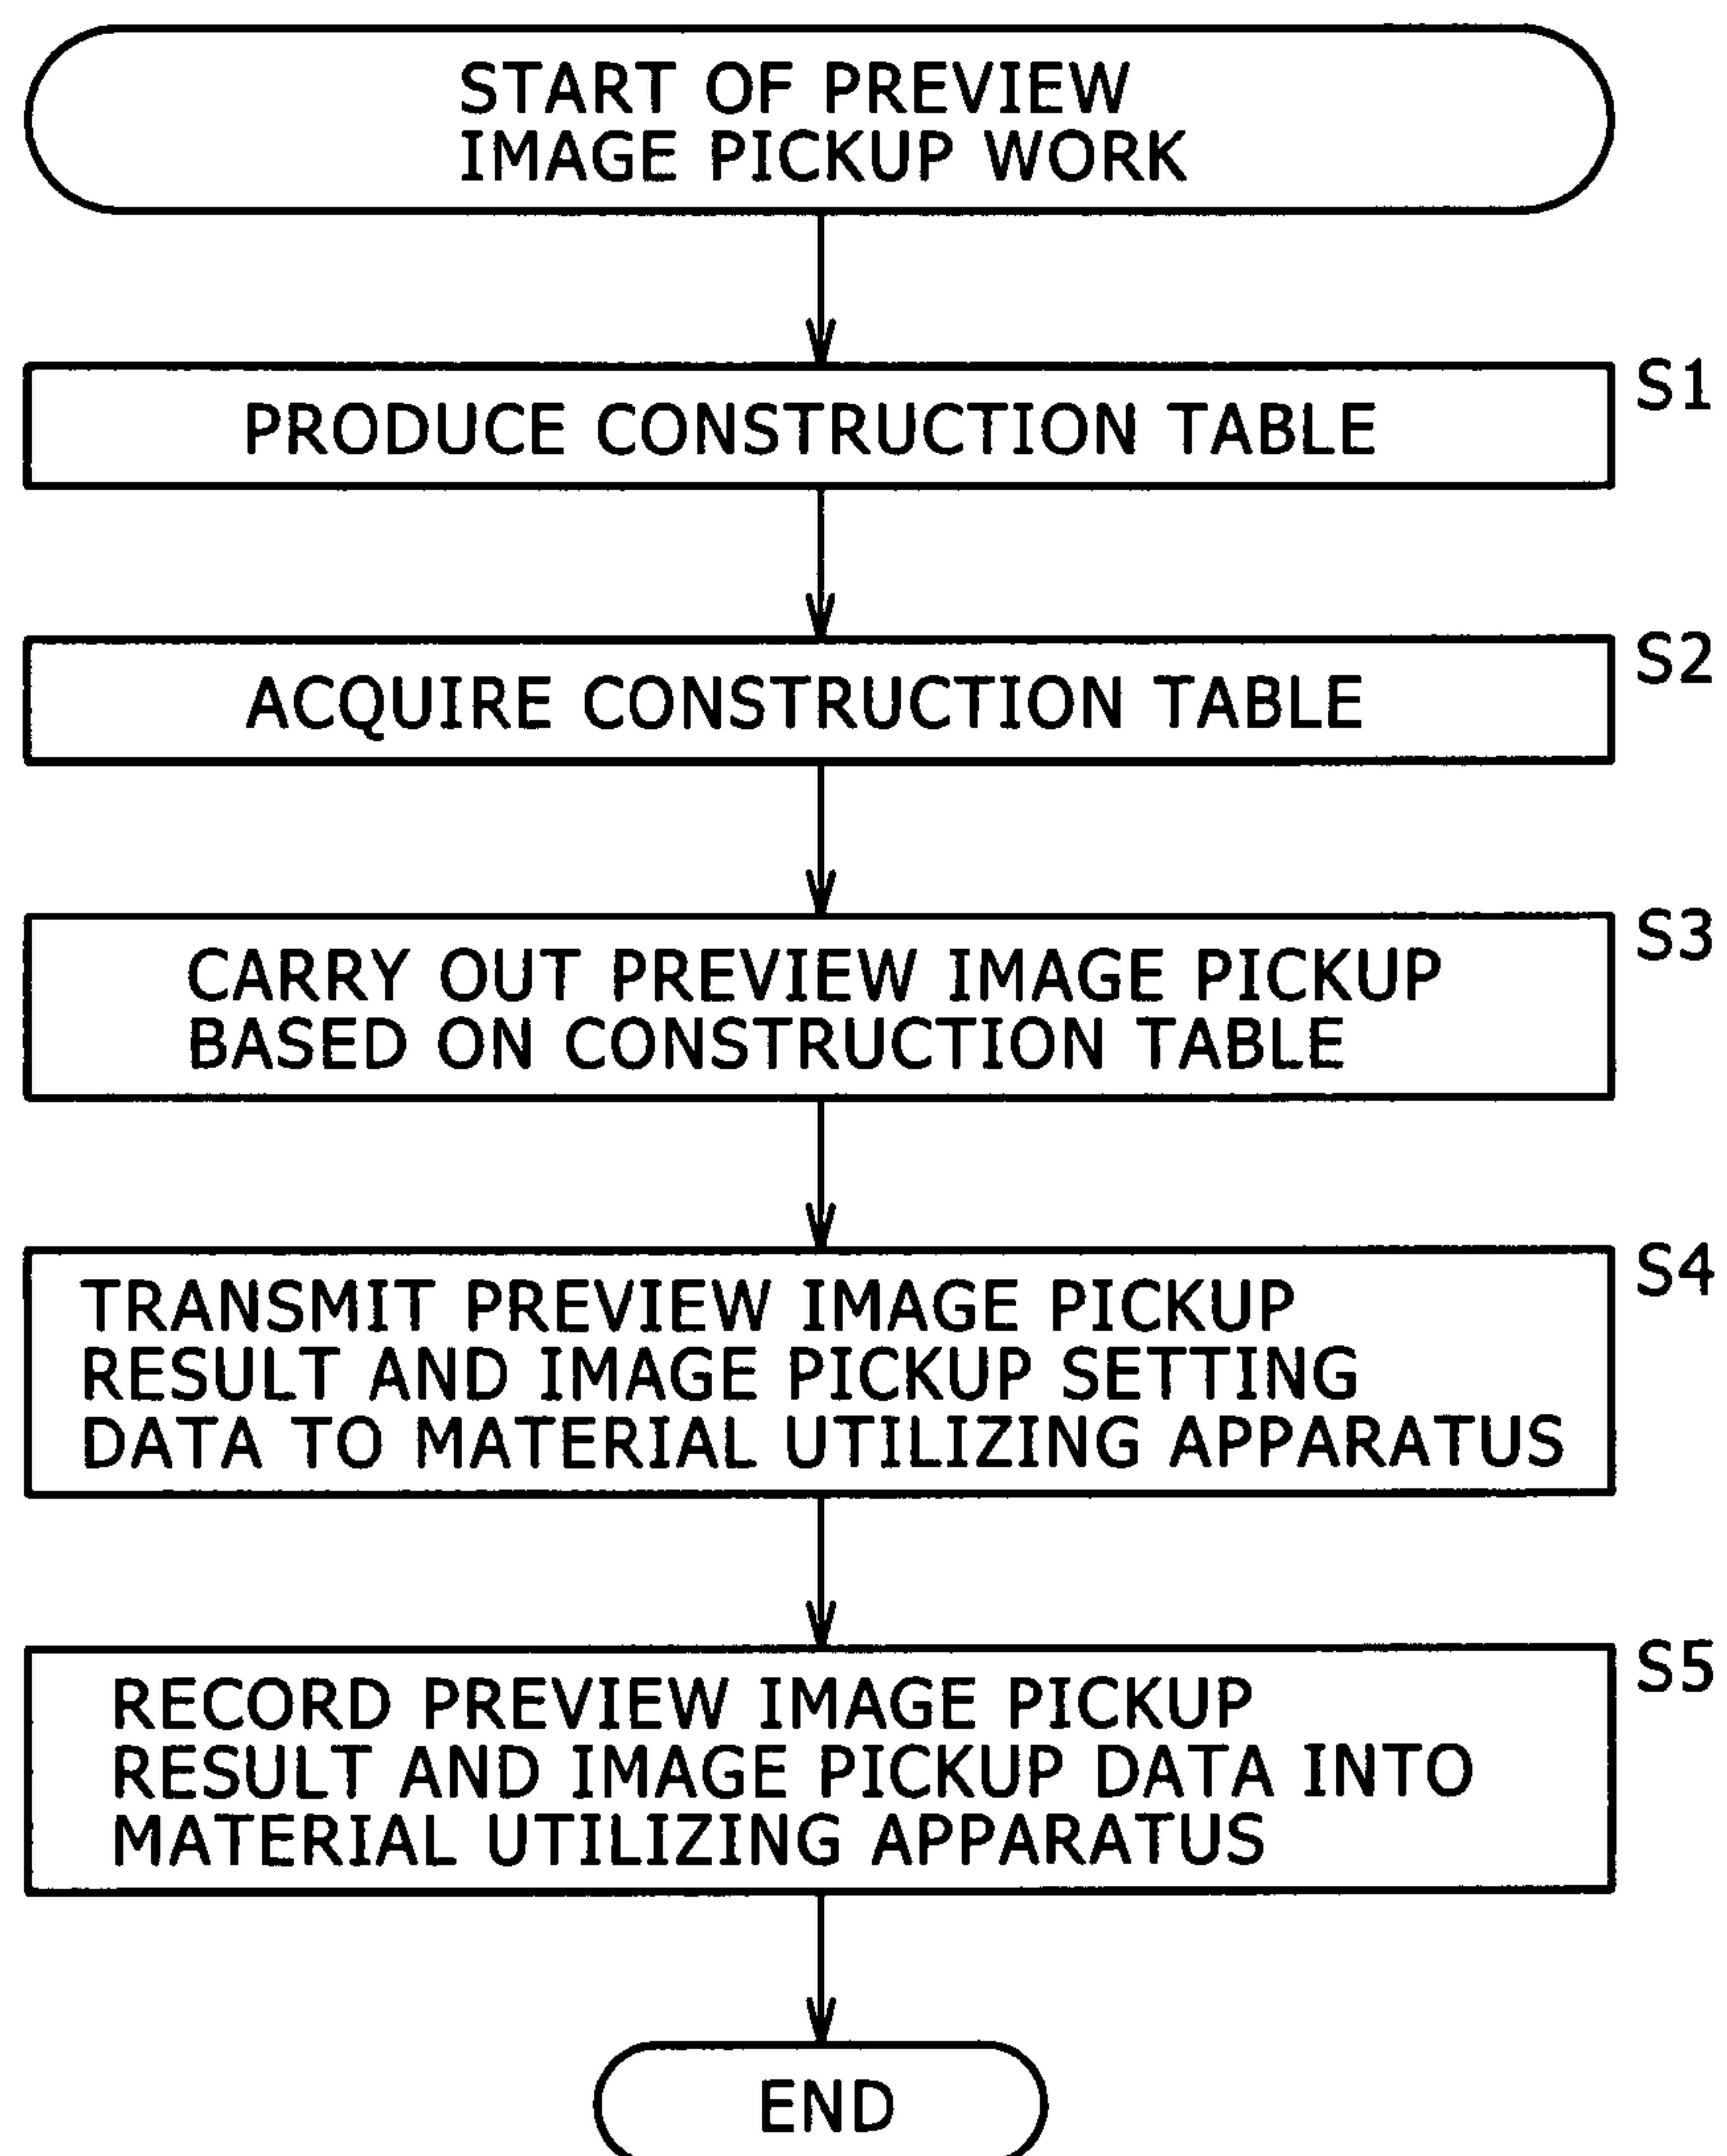 START OF PREVIEW
IMAGE PICKUP WORK
S1
PRODUCE CONSTRUCTION TABLE
S2
ACQUIRE CONSTRUCTION TABLE
S3
CARRY OUT PREVIEW IMAGE PICKUP
BASED ON CONSTRUCTION TABLE
S4
TRANSMIT PREVIEW IMAGE PICKUP
RESULT AND IMAGE PICKUP SETTING
DATA TO MATERIAL UTILIZING APPARATUS
S5
RECORD PREVIEW IMAGE PICKUP
RESULT AND IMAGE PICKUP DATA INTO
MATERIAL UTILIZING APPARATUS
END